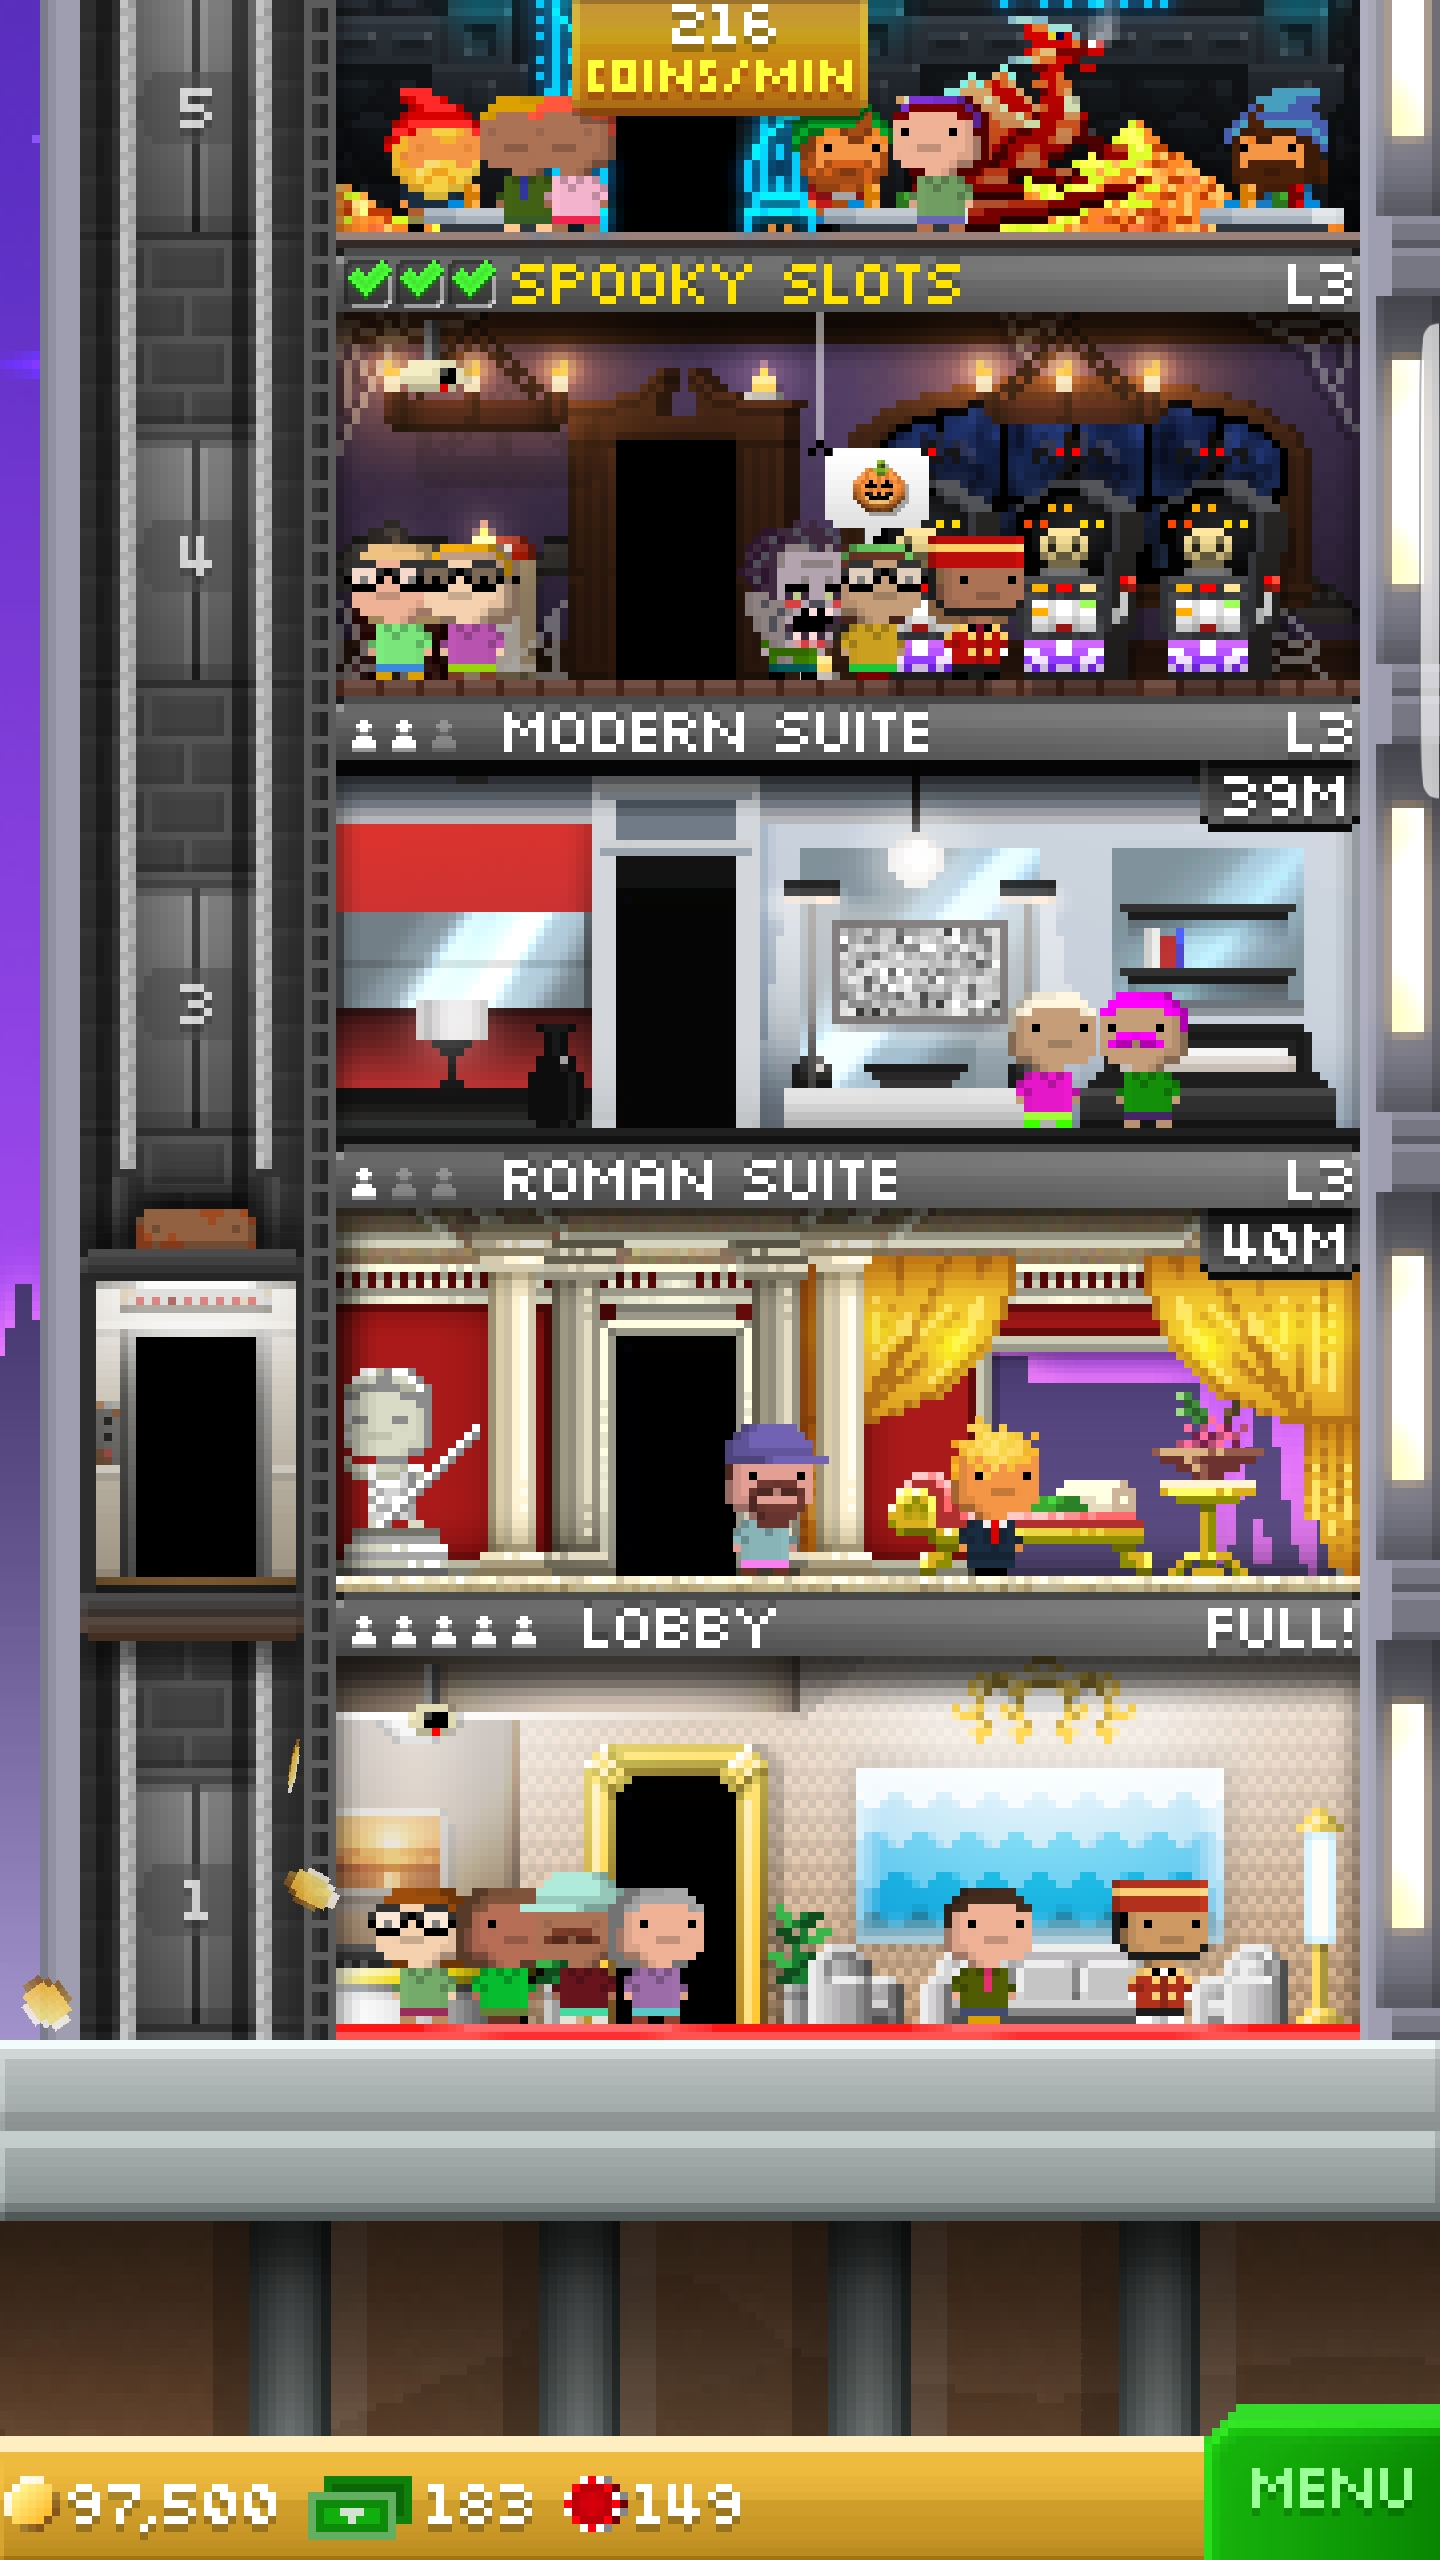 216
COINS/MIN
5
SPOOKY SLOTS L3
4
MODERN SUITE L3
39M
3
ROMAN SUITE L3
40M
LOBBY FULL!
1
97,500 183 149 MENU